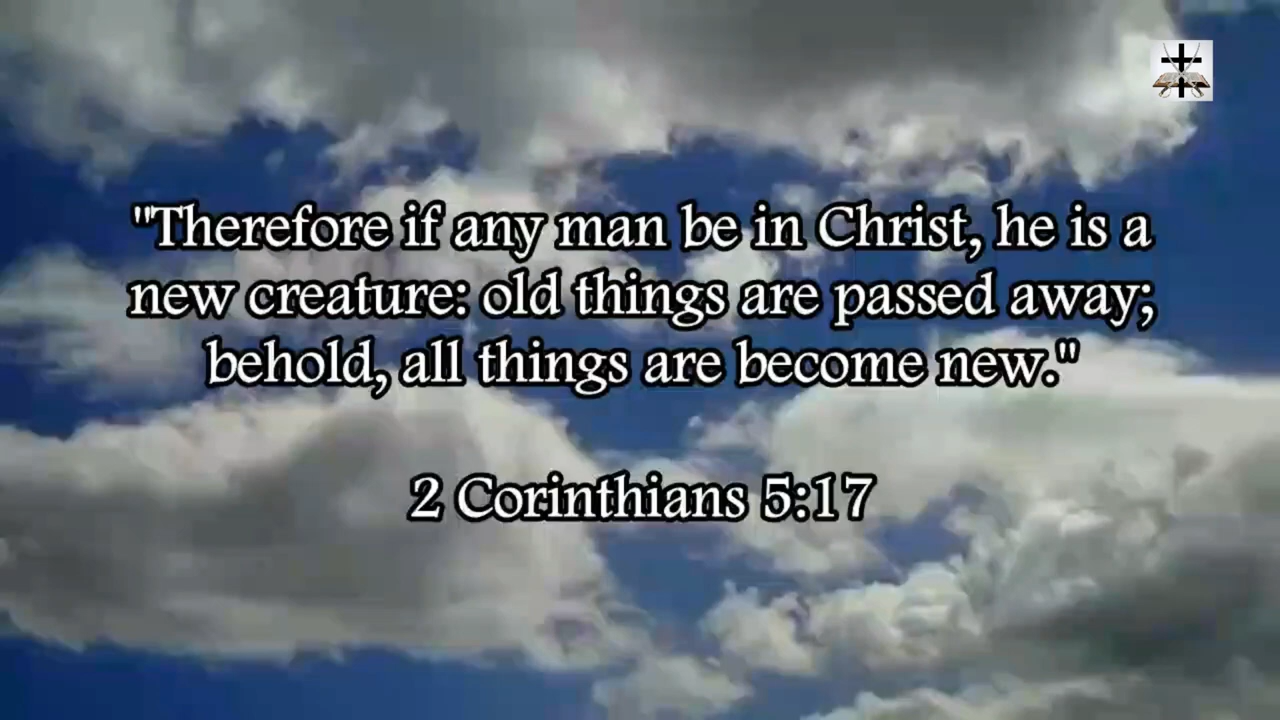 "Therefore if any man be in Christ, he is a
new creature: old things are passed away;
behold, all things are become new."
2 Corinthians 5:17